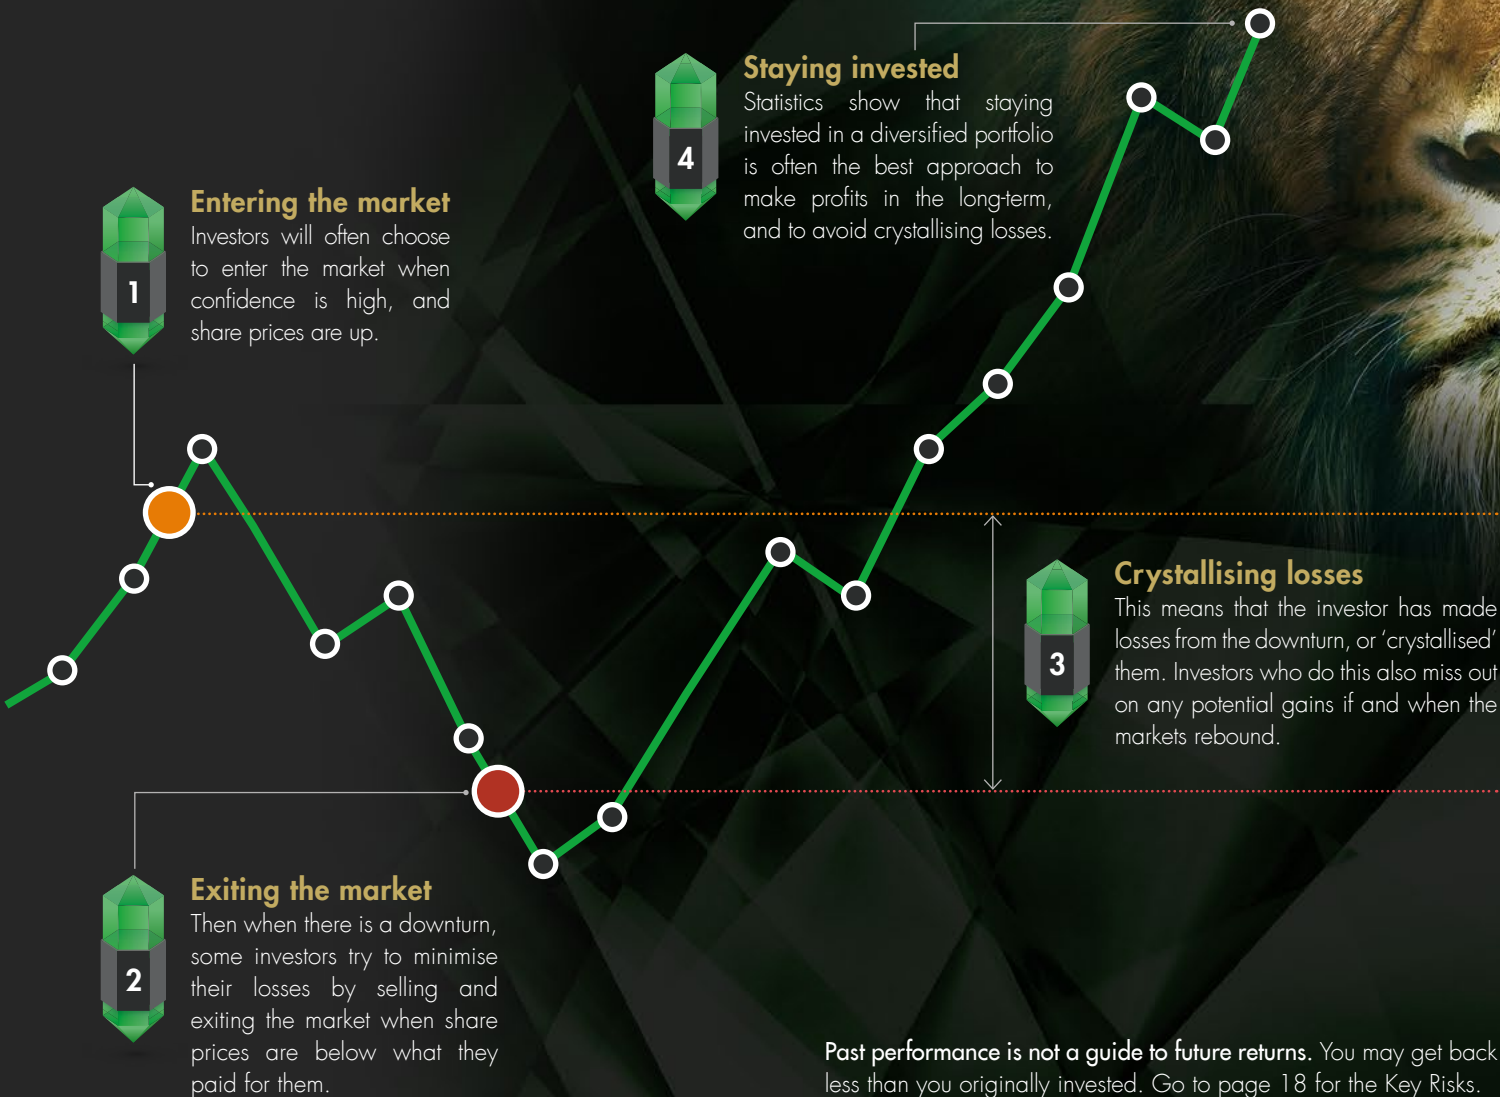 1
Entering the market
Investors will often choose
to enter the market when
confidence is high, and
share prices are up.
2
Exiting the market
Then when there is a downturn,
some investors try to minimise
their losses by selling and
exiting the market when share
prices are below what they
paid for them.
3
Crystallising losses
This means that the investor has made
losses from the downturn, or ‘crystallised’
them. Investors who do this also miss out
on any potential gains if and when the
markets rebound.
4
Staying invested
Statistics show that staying
invested in a diversified portfolio
is often the best approach to
make profits in the long-term,
and to avoid crystallising losses.
Past performance is not a guide to future returns. You may get back
less than you originally invested. Go to page 18 for the Key Risks.